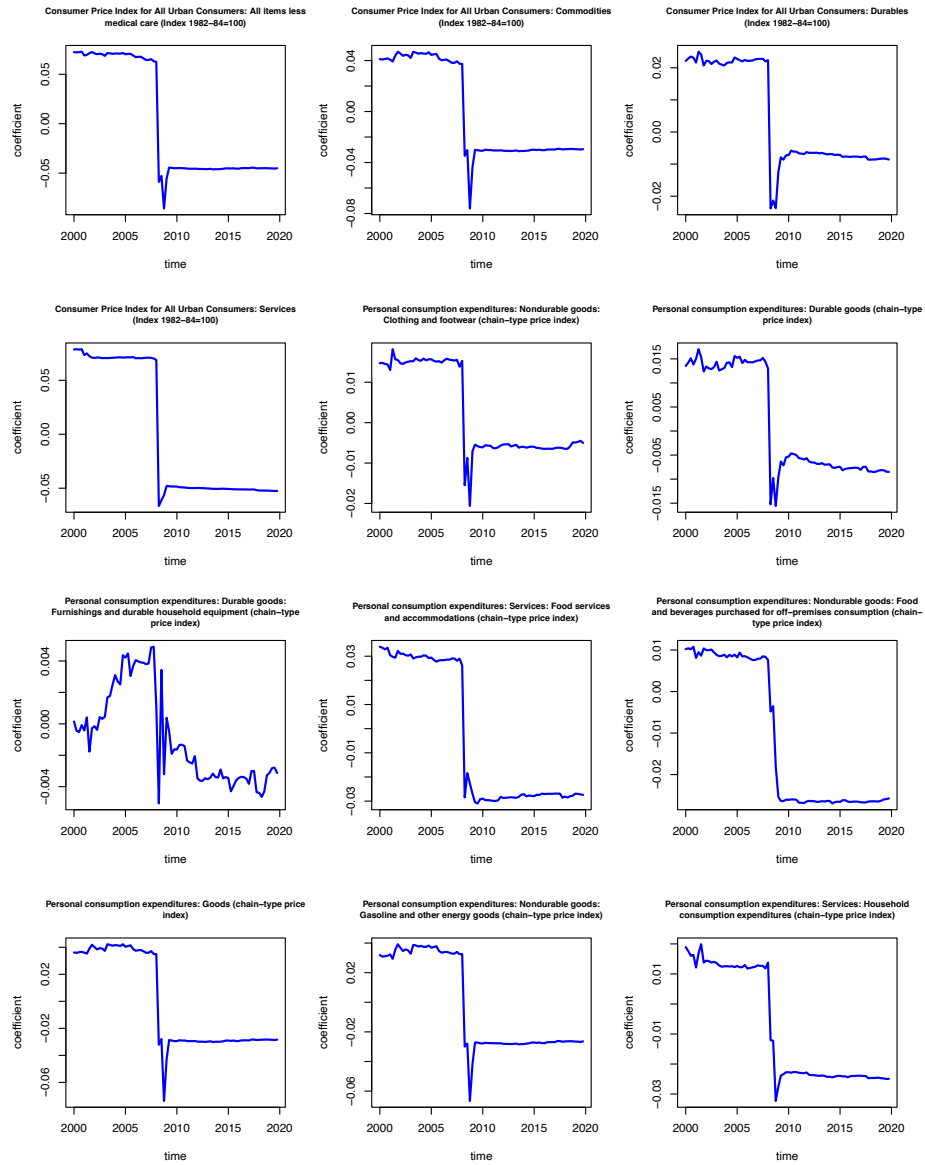 Consumer Price Index for All Urban Consumers: All items less
medical care (Index 1982−84=100)
coefficient
0.05
0.00
−0.05
2000 2005 2010 2015 2020
time
Consumer Price Index for All Urban Consumers: Commodities
(Index 1982−84=100)
coefficient
0.04
0.00
−0.04
−0.08
2000 2005 2010 2015 2020
time
Consumer Price Index for All Urban Consumers: Durables
(Index 1982−84=100)
coefficient
0.02
0.00
−0.02
2000 2005 2010 2015 2020
time
Consumer Price Index for All Urban Consumers: Services
(Index 1982−84=100)
coefficient
0.05
0.00
−0.05
2000 2005 2010 2015 2020
time
Personal consumption expenditures: Nondurable goods:
Clothing and footwear (chain−type price index)
coefficient
0.01
0.00
−0.01
−0.02
2000 2005 2010 2015 2020
time
Personal consumption expenditures: Durable goods (chain−type
price index)
coefficient
0.015
0.005
−0.005
−0.015
2000 2005 2010 2015 2020
time
Personal consumption expenditures: Durable goods:
Furnishings and durable household equipment (chain−type
price index)
coefficient
0.004
0.000
−0.004
2000 2005 2010 2015 2020
time
Personal consumption expenditures: Services: Food services
and accommodations (chain−type price index)
coefficient
0.03
0.01
−0.01
−0.03
2000 2005 2010 2015 2020
time
Personal consumption expenditures: Nondurable goods: Food
and beverages purchased for off−premises consumption (chain−
type price index)
coefficient
0.01
0.00
−0.01
−0.02
2000 2005 2010 2015 2020
time
Personal consumption expenditures: Goods (chain−type price
index)
coefficient
0.02
−0.02
−0.06
2000 2005 2010 2015 2020
time
Personal consumption expenditures: Nondurable goods:
Gasoline and other energy goods (chain−type price index)
coefficient
0.02
−0.02
−0.06
2000 2005 2010 2015 2020
time
Personal consumption expenditures: Services: Household
consumption expenditures (chain−type price index)
coefficient
0.01
−0.01
−0.03
2000 2005 2010 2015 2020
time